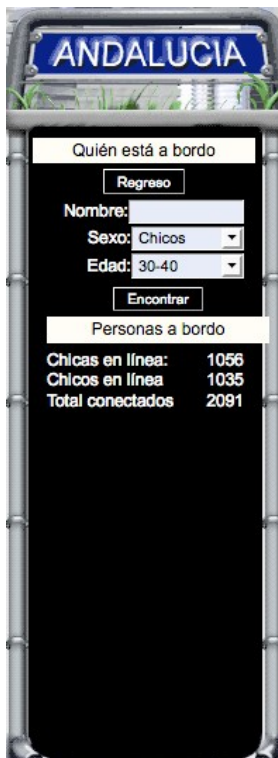 ANDALUCIA
Quién está a bordo
Regreso
Nombre:
Sexo: Chicos
Edad: 30-40
Encontrar
Personas a bordo
Chicas en línea: 1056
Chicos en línea 1035
Total conectados 2091